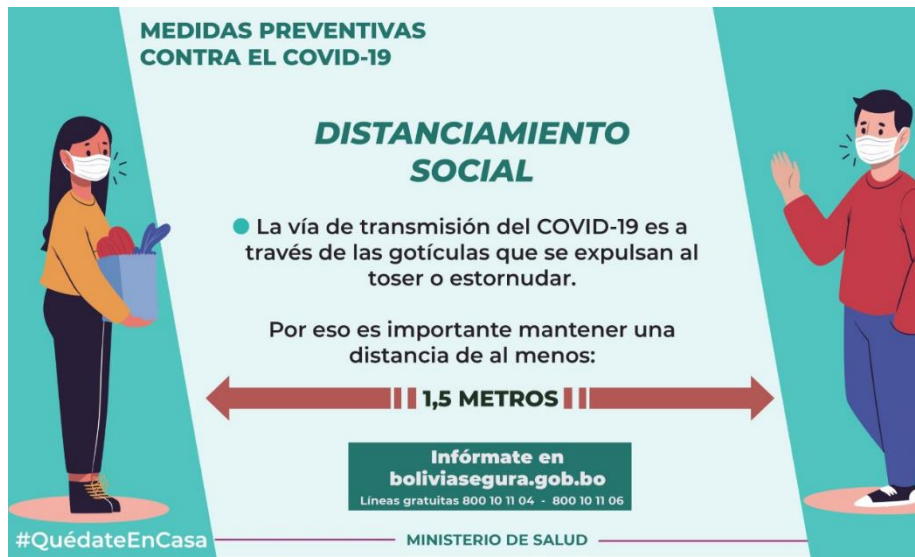 MEDIDAS PREVENTIVAS
CONTRA EL COVID-19
DISTANCIAMIENTO
SOCIAL
La vía de transmisión del COVID-19 es a
través de las gotículas que se expulsan al
toser o estornudar.
Por eso es importante mantener una
distancia de al menos:
1,5 METROS
Infórmate en
boliviasegura.gob.bo
Líneas gratuitas 800 10 11 04 - 800 10 11 06
#QuédateEnCasa
MINISTERIO DE SALUD